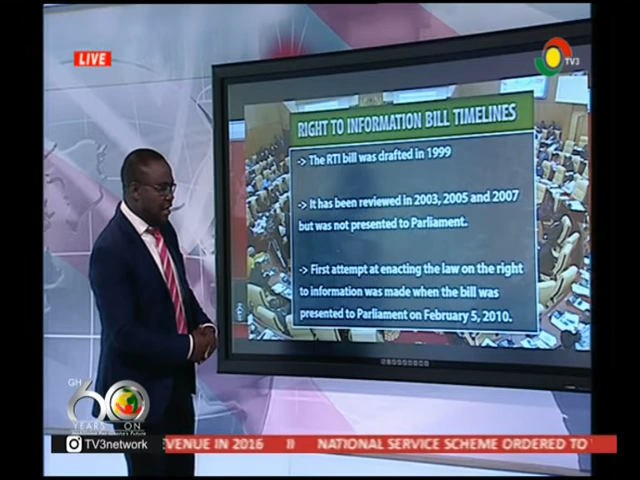 LIVE
TV3
RIGHT TO INFORMATION BILL TIMELINES
-> The RTI bill was drafted in 1999
-> It has been reviewed in 2003, 2005 and 2007
but was not presented to Parliament.
-> First attempt at enacting the law on the right
to information was made when the bill was
presented to Parliament on February 5, 2010.
GH
60
YEARS ON
TV3network
VENUE IN 2016 II NATIONAL SERVICE SCHEME ORDERED TO